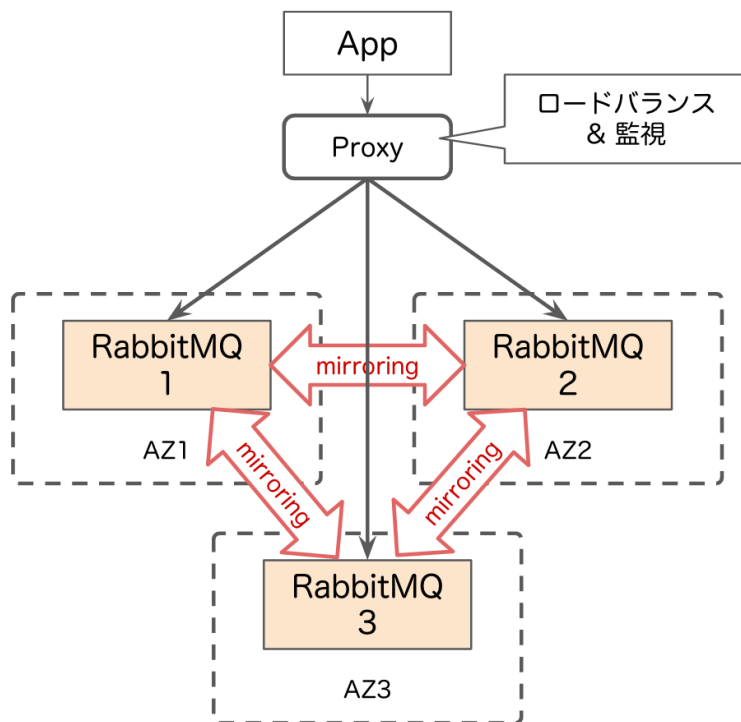 App
Proxy
ロードバランス
& 監視
RabbitMQ
1
mirroring
RabbitMQ
2
AZ1
mirroring
mirroring
AZ2
RabbitMQ
3
AZ3